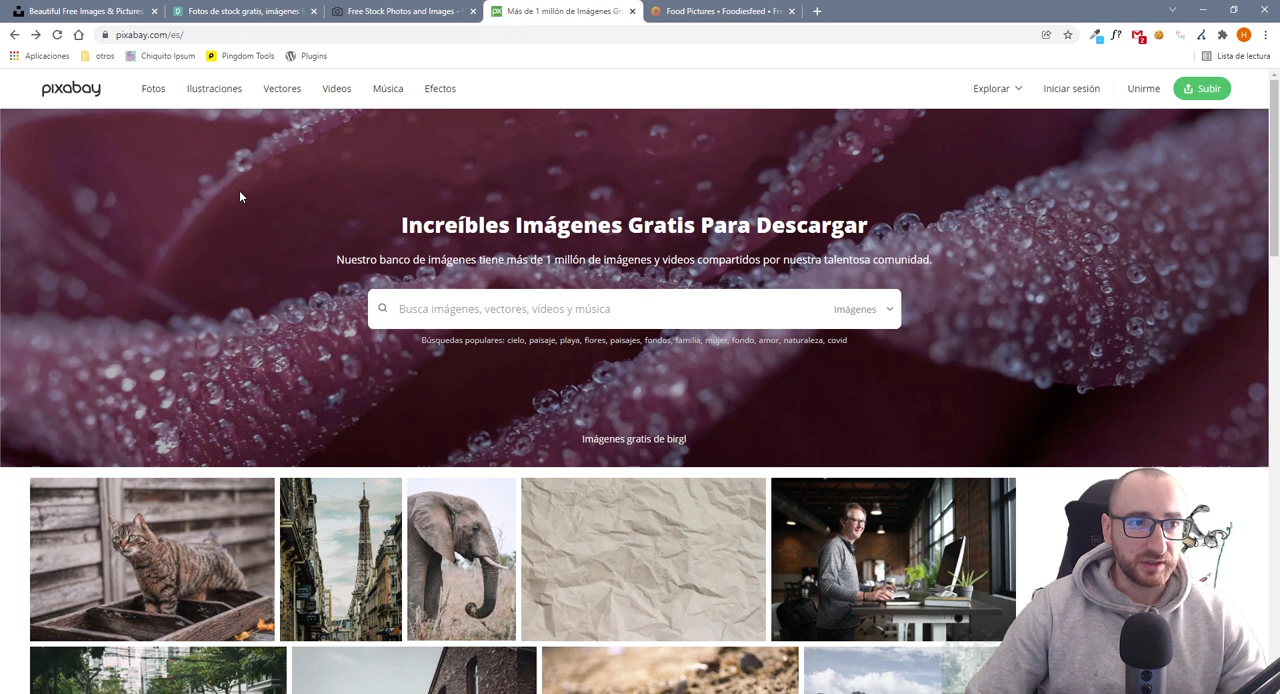 Beautiful Free Images & Pictures
Fotos de stock gratis, imágenes l
Free Stock Photos and Images - S
Más de 1 millón de Imágenes Gra
Food Pictures • Foodiesfeed • Fre
pixabay.com/es/
Aplicaciones
otros
Chiquito Ipsum
Pingdom Tools
WordPress Plugins
Lista de lectura
pixabay
Fotos
Ilustraciones
Vectores
Videos
Música
Efectos
Explorar
Iniciar sesión
Unirme
Subir
Increíbles Imágenes Gratis Para Descargar
Nuestro banco de imágenes tiene más de 1 millón de imágenes y videos compartidos por nuestra talentosa comunidad.
Busca imágenes, vectores, vídeos y música
Imágenes
Búsquedas populares: cielo, paisaje, playa, flores, paisajes, fondos, familia, mujer, fondo, amor, naturaleza, covid
Imágenes gratis de birgl